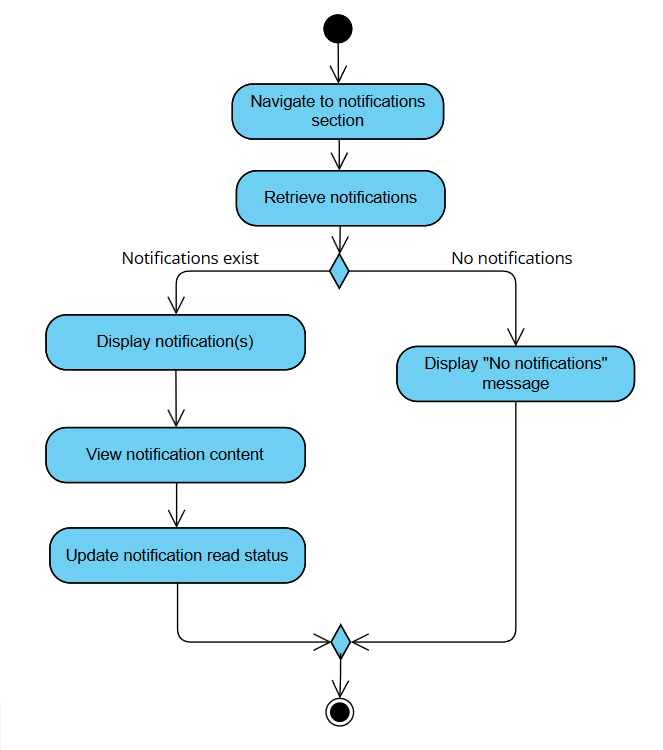 Navigate to notifications
section
Retrieve notifications
Notifications exist
No notifications
Display notification(s)
Display "No notifications"
message
View notification content
Update notification read status